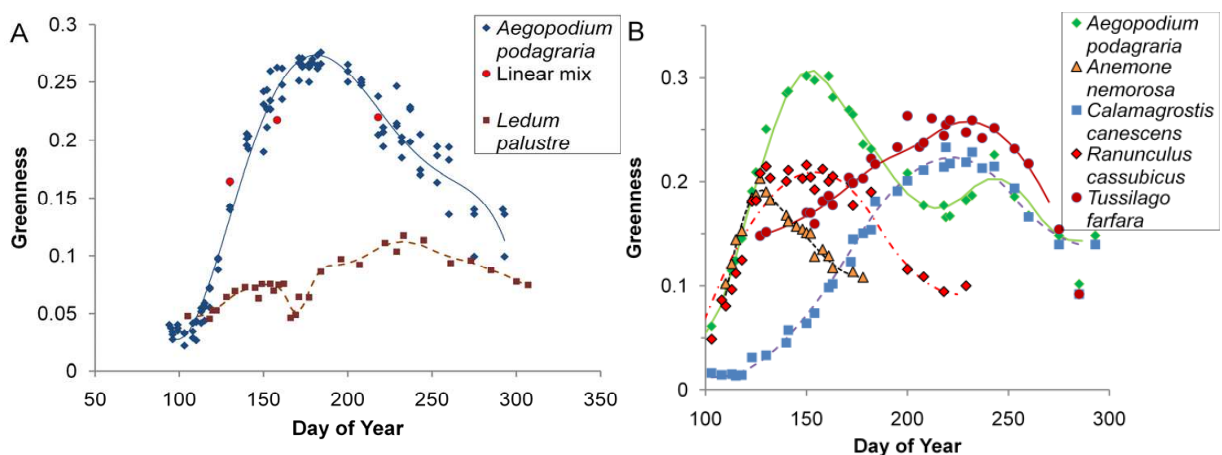 A
Greenness
0.3
0.25
0.2
0.15
0.1
0.05
0
50
100
150
200
250
300
350
Day of Year
Aegopodium
podagraria
Linear mix
Ledum
palustre
B
Greenness
0.3
0.2
0.1
0
100
150
200
250
300
Day of Year
Aegopodium
podagraria
Anemone
nemorosa
Calamagrostis
canescens
Ranunculus
cassubicus
Tussilago
farfara